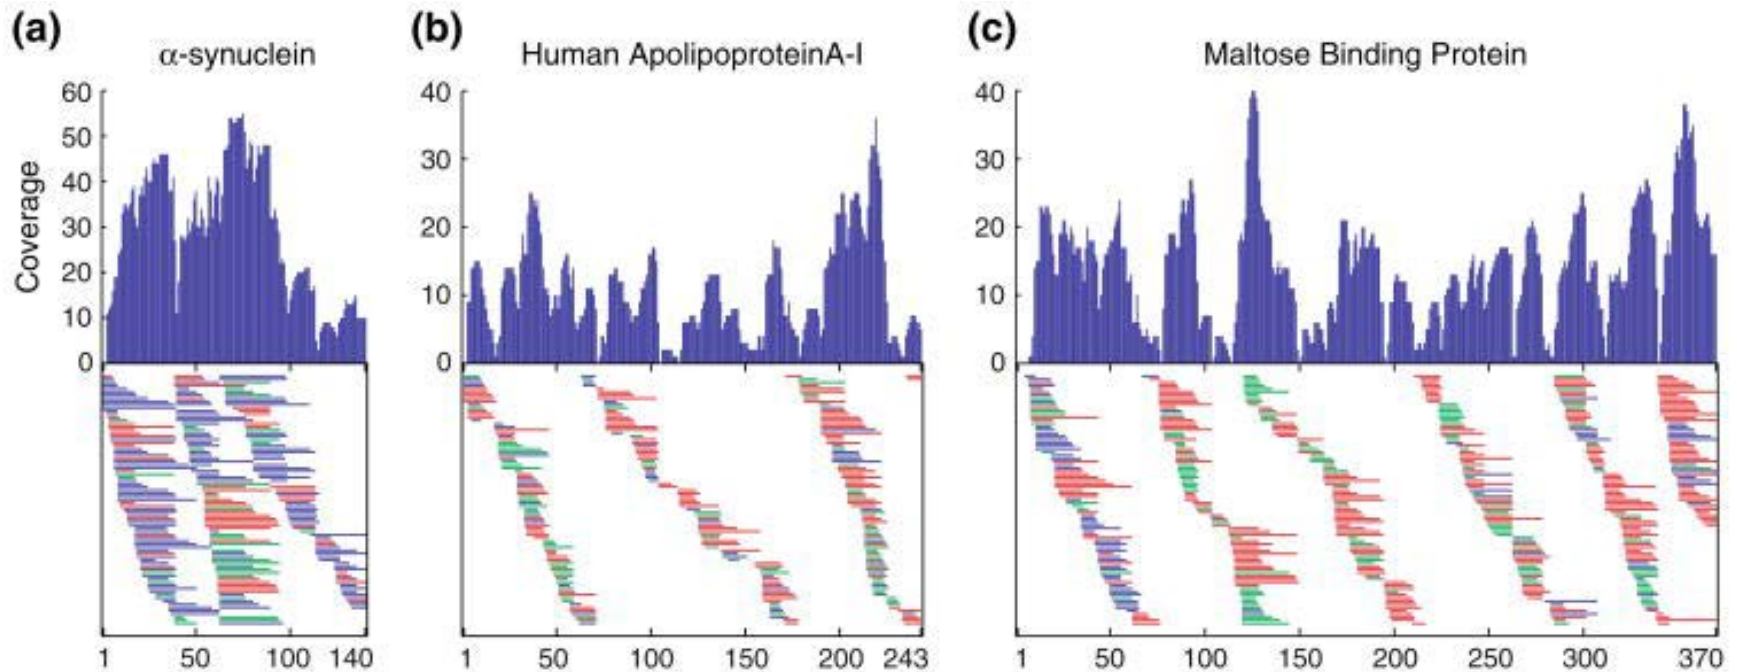 (a)
α-synuclein
60
50
40
30
20
10
0
Coverage
1 50 100 140
(b)
Human ApolipoproteinA-I
40
30
20
10
0
1 50 100 150 200 243
(c)
Maltose Binding Protein
40
30
20
10
0
1 50 100 150 200 250 300 370